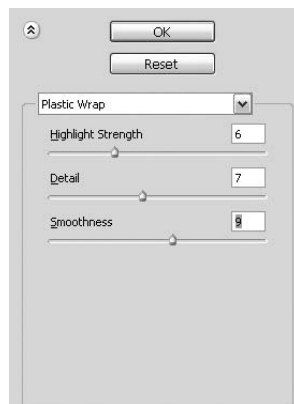 OK
Reset
Plastic Wrap
Highlight Strength 6
Detail 7
Smoothness 9